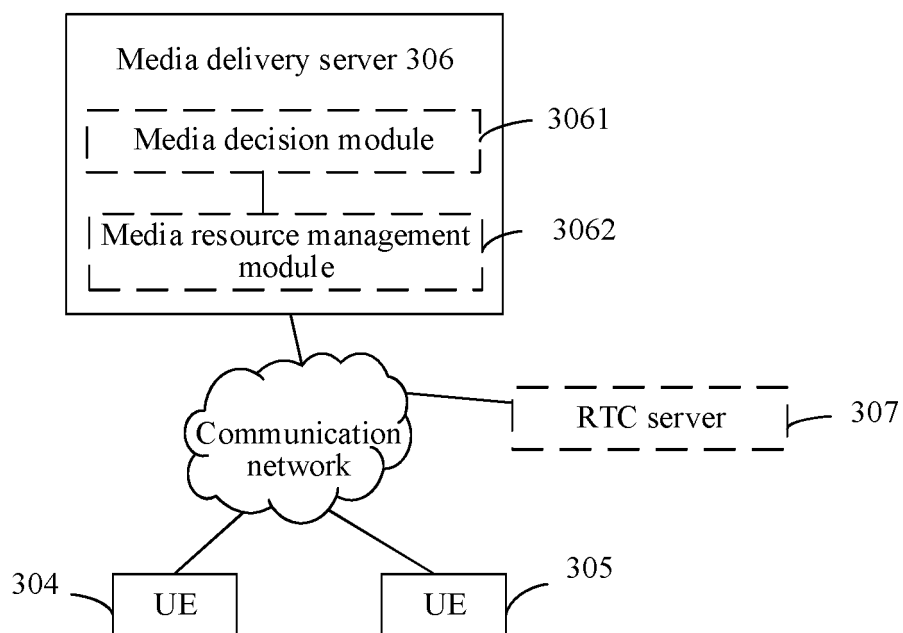 Media delivery server 306
Media decision module
3061
Media resource management
module
3062
Communication
network
RTC server
307
304
UE
UE
305